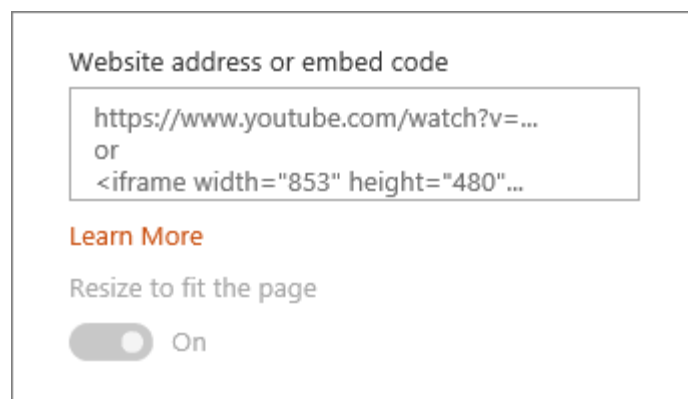 Website address or embed code
https://www.youtube.com/watch?v=...
or
<iframe width="853" height="480"...
Learn More
Resize to fit the page
On